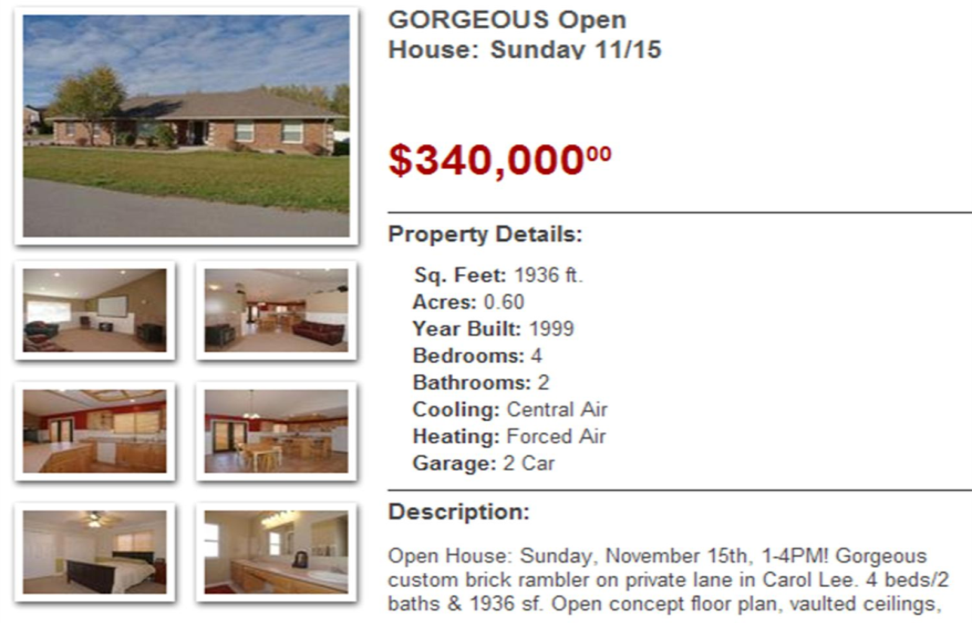 GORGEOUS Open
House: Sunday 11/15
$340,000⁰⁰
Property Details:
Sq. Feet: 1936 ft.
Acres: 0.60
Year Built: 1999
Bedrooms: 4
Bathrooms: 2
Cooling: Central Air
Heating: Forced Air
Garage: 2 Car
Description:
Open House: Sunday, November 15th, 1-4PM! Gorgeous
custom brick rambler on private lane in Carol Lee. 4 beds/2
baths & 1936 sf. Open concept floor plan, vaulted ceilings,